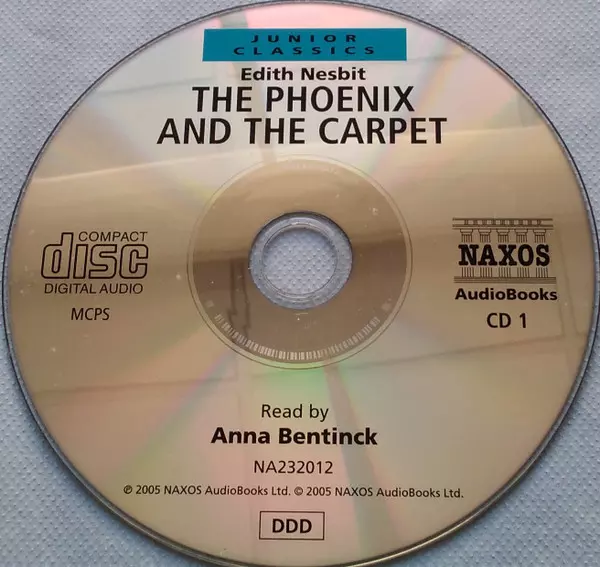 JUNIOR
CLASSICS
Edith Nesbit
THE PHOENIX
AND THE CARPET
COMPACT
disc
DIGITAL AUDIO
MCPS
NAXOS
AudioBooks
CD 1
Read by
Anna Bentinck
NA232012
℗ 2005 NAXOS AudioBooks Ltd. © 2005 NAXOS AudioBooks Ltd.
DDD